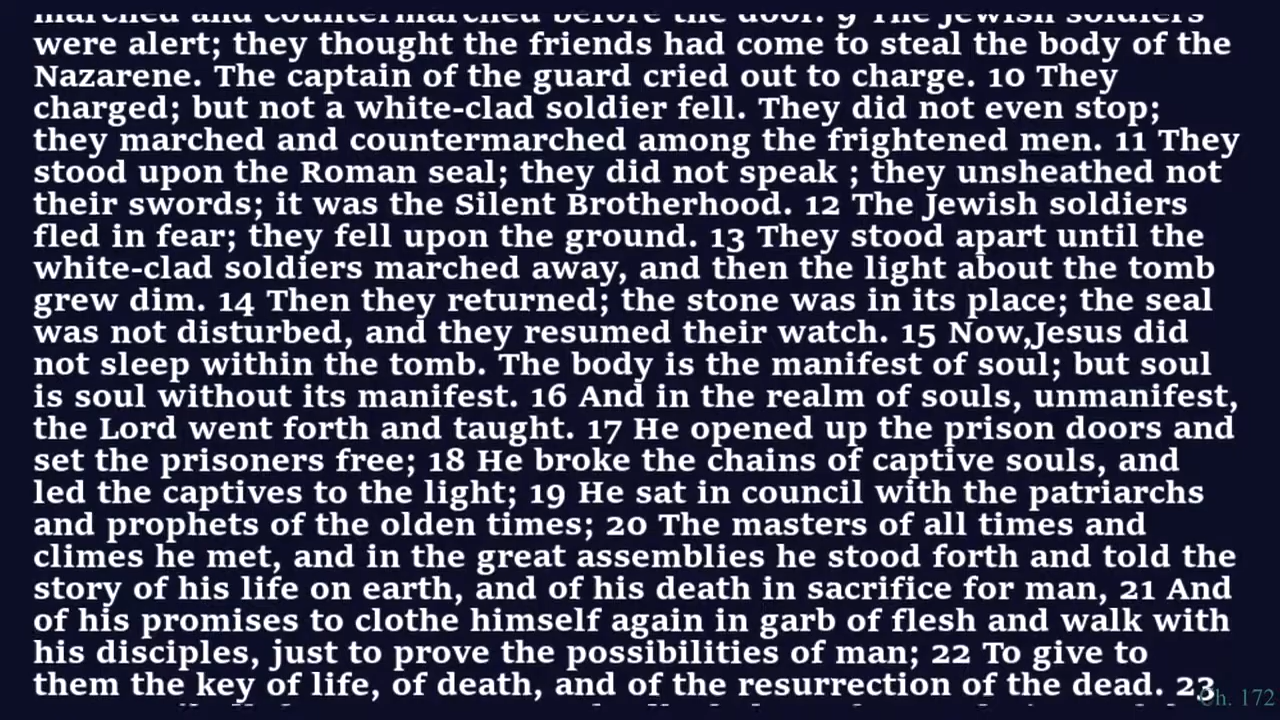 marched and countermarched before the door. 9 The Jewish soldiers
were alert; they thought the friends had come to steal the body of the
Nazarene. The captain of the guard cried out to charge. 10 They
charged; but not a white-clad soldier fell. They did not even stop;
they marched and countermarched among the frightened men. 11 They
stood upon the Roman seal; they did not speak ; they unsheathed not
their swords; it was the Silent Brotherhood. 12 The Jewish soldiers
fled in fear; they fell upon the ground. 13 They stood apart until the
white-clad soldiers marched away, and then the light about the tomb
grew dim. 14 Then they returned; the stone was in its place; the seal
was not disturbed, and they resumed their watch. 15 Now,Jesus did
not sleep within the tomb. The body is the manifest of soul; but soul
is soul without its manifest. 16 And in the realm of souls, unmanifest,
the Lord went forth and taught. 17 He opened up the prison doors and
set the prisoners free; 18 He broke the chains of captive souls, and
led the captives to the light; 19 He sat in council with the patriarchs
and prophets of the olden times; 20 The masters of all times and
climes he met, and in the great assemblies he stood forth and told the
story of his life on earth, and of his death in sacrifice for man, 21 And
of his promises to clothe himself again in garb of flesh and walk with
his disciples, just to prove the possibilities of man; 22 To give to
them the key of life, of death, and of the resurrection of the dead. 23
Ch. 172